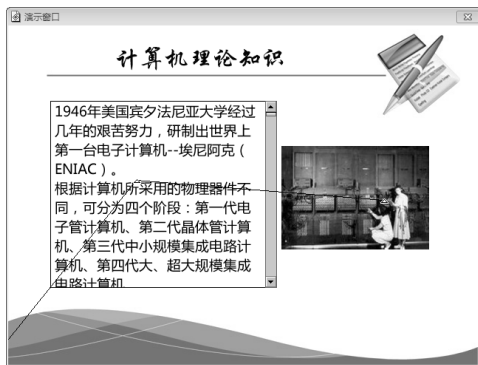 演示窗口
计算机理论知识
1946年美国宾夕法尼亚大学经过
几年的艰苦努力，研制出世界上
第一台电子计算机--埃尼阿克（
ENIAC）。
根据计算机所采用的物理器件不
同，可分为四个阶段：第一代电
子管计算机、第二代晶体管计算
机、第三代中小规模集成电路计
算机、第四代大、超大规模集成
电路计算机